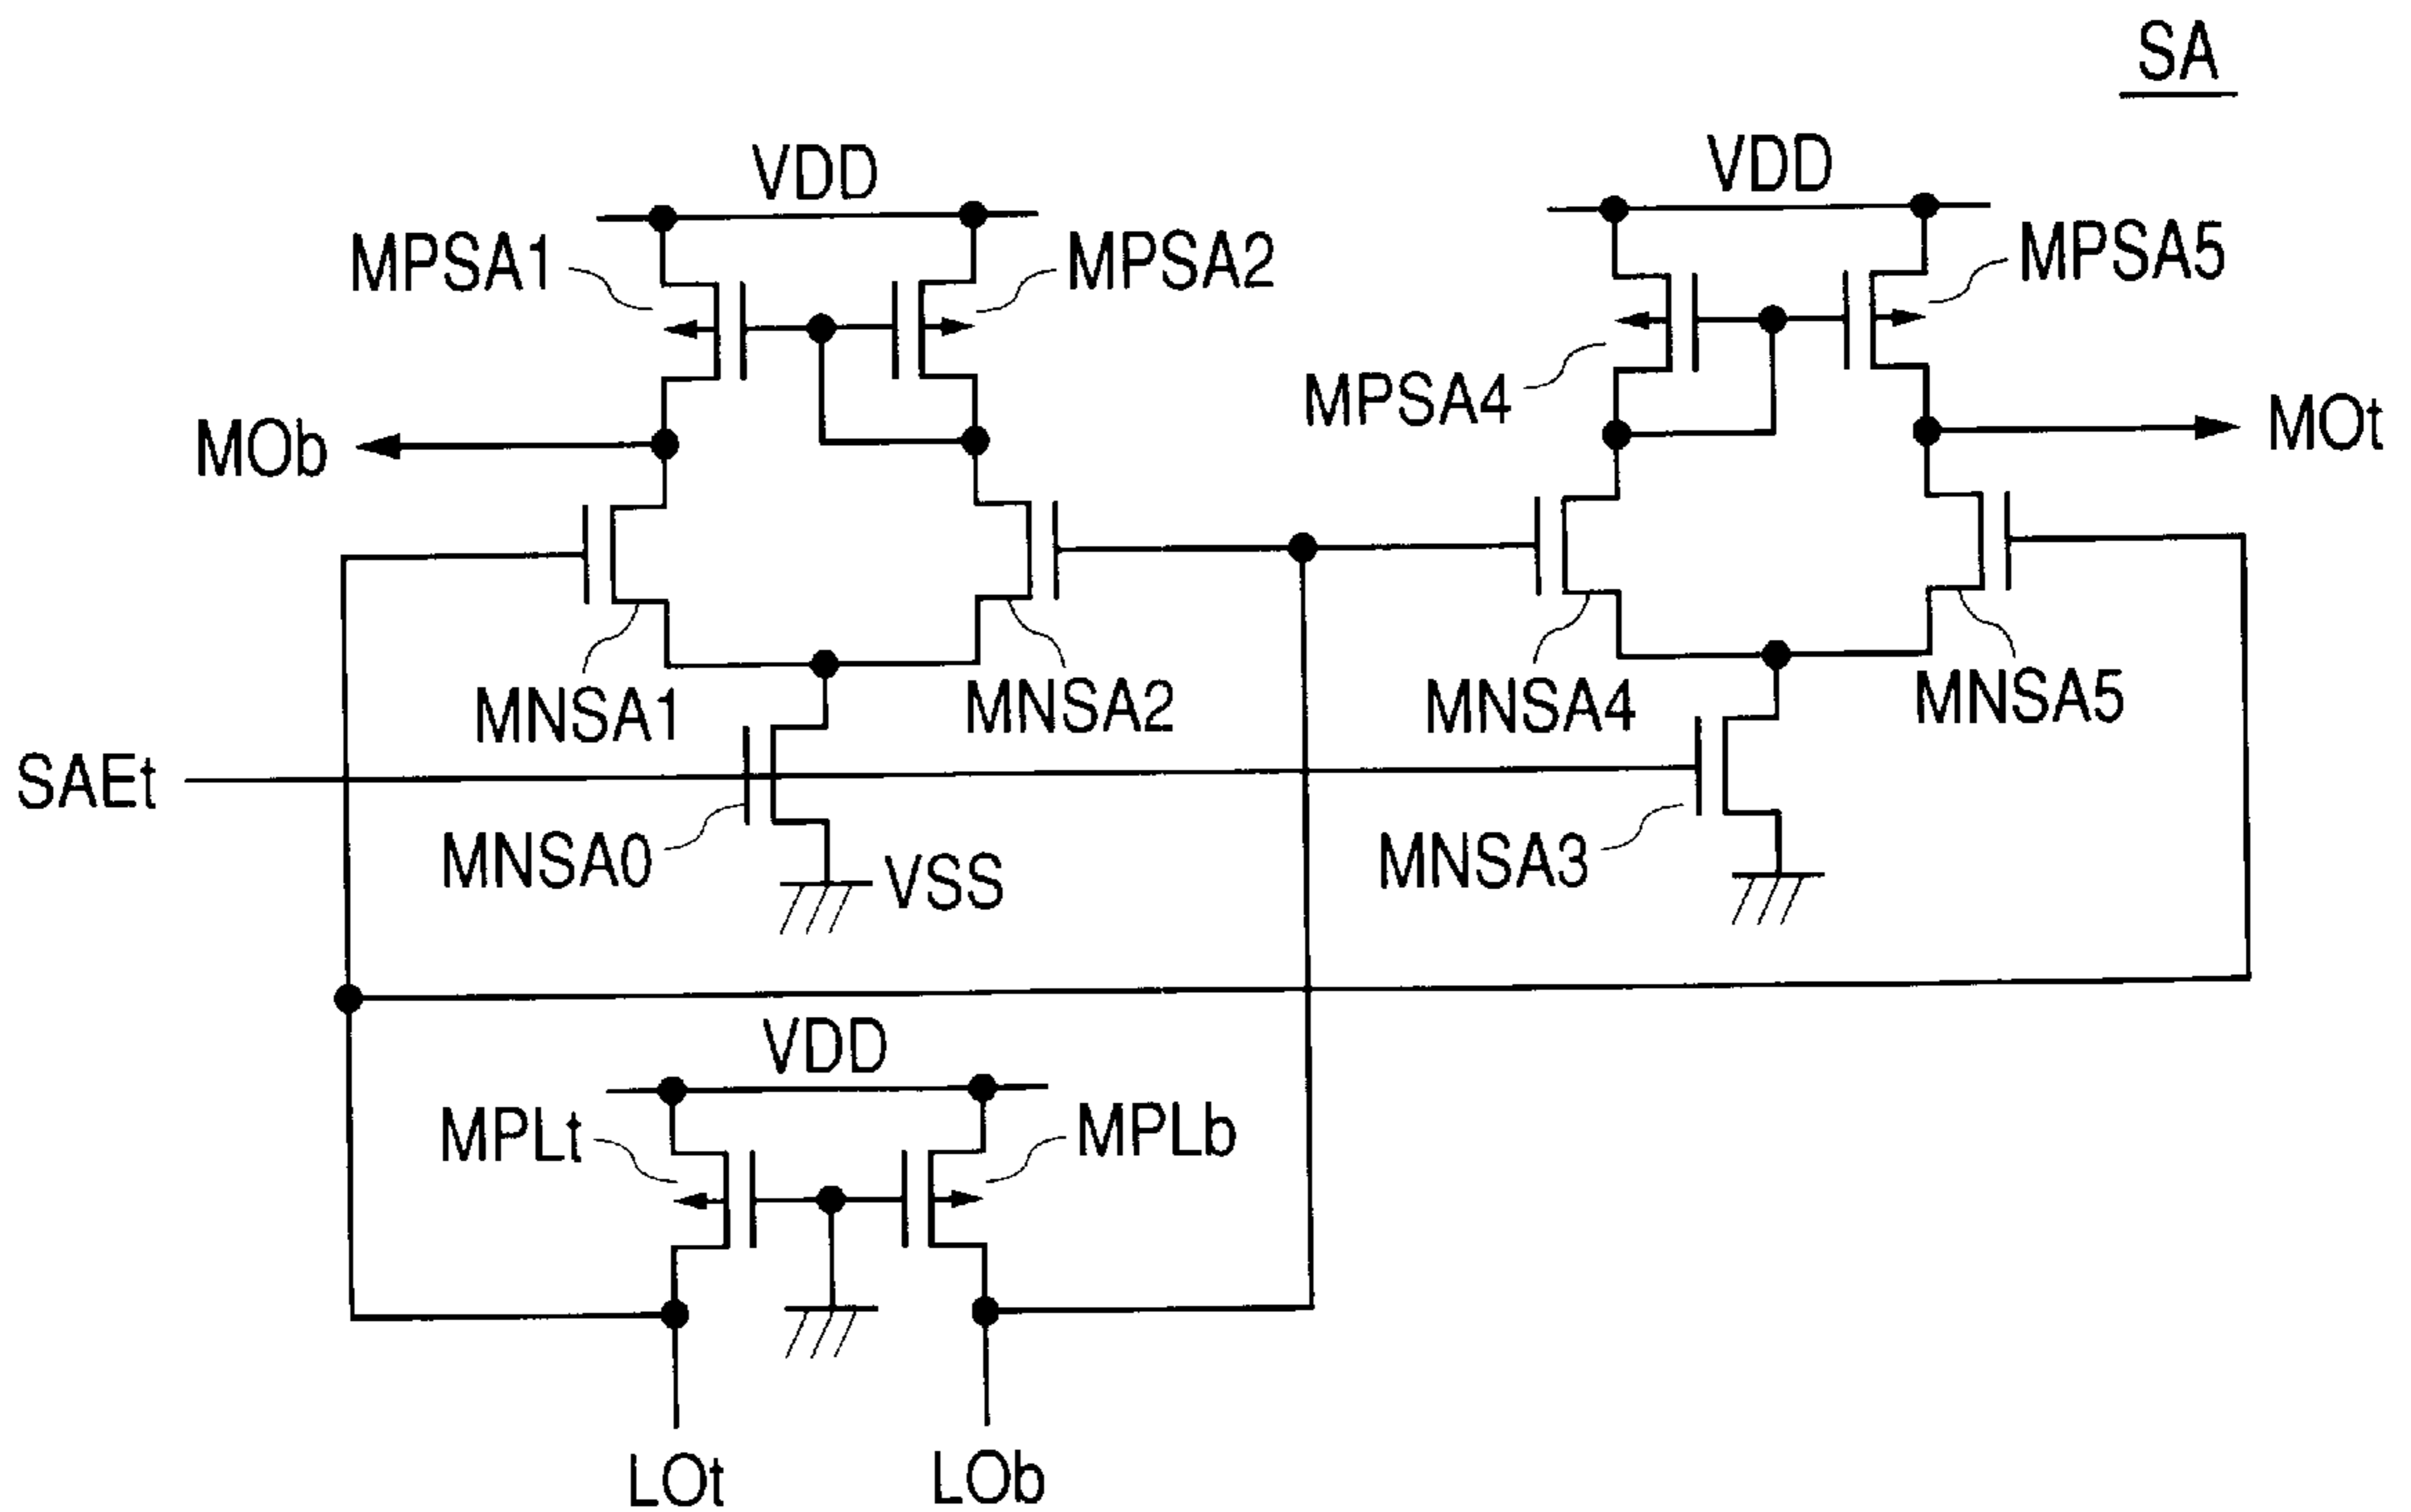 SA
VDD
VDD
MPSA1
MPSA2
MPSA5
MPSA4
MOb
MOt
MNSA1
MNSA2
MNSA4
MNSA5
SAEt
MNSA0
VSS
MNSA3
VDD
MPLt
MPLb
LOt
LOb